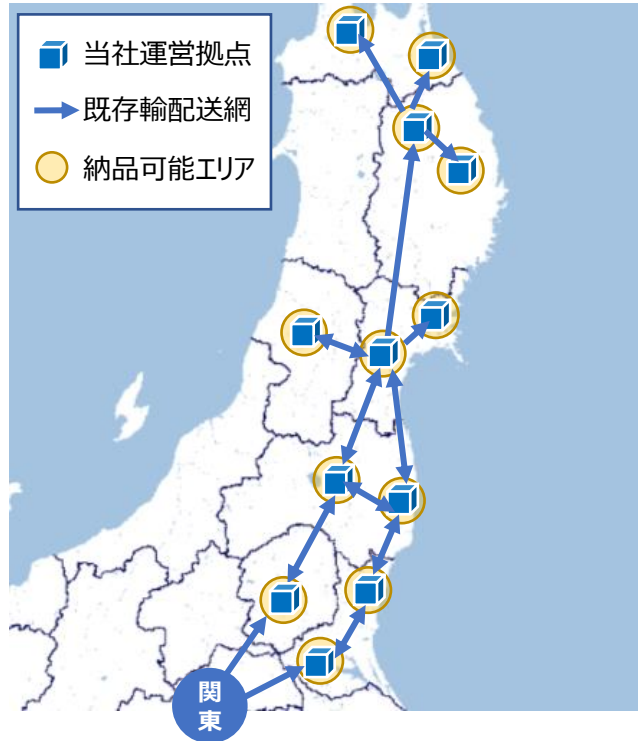 当社運営拠点
既存輸配送網
納品可能エリア
関
東